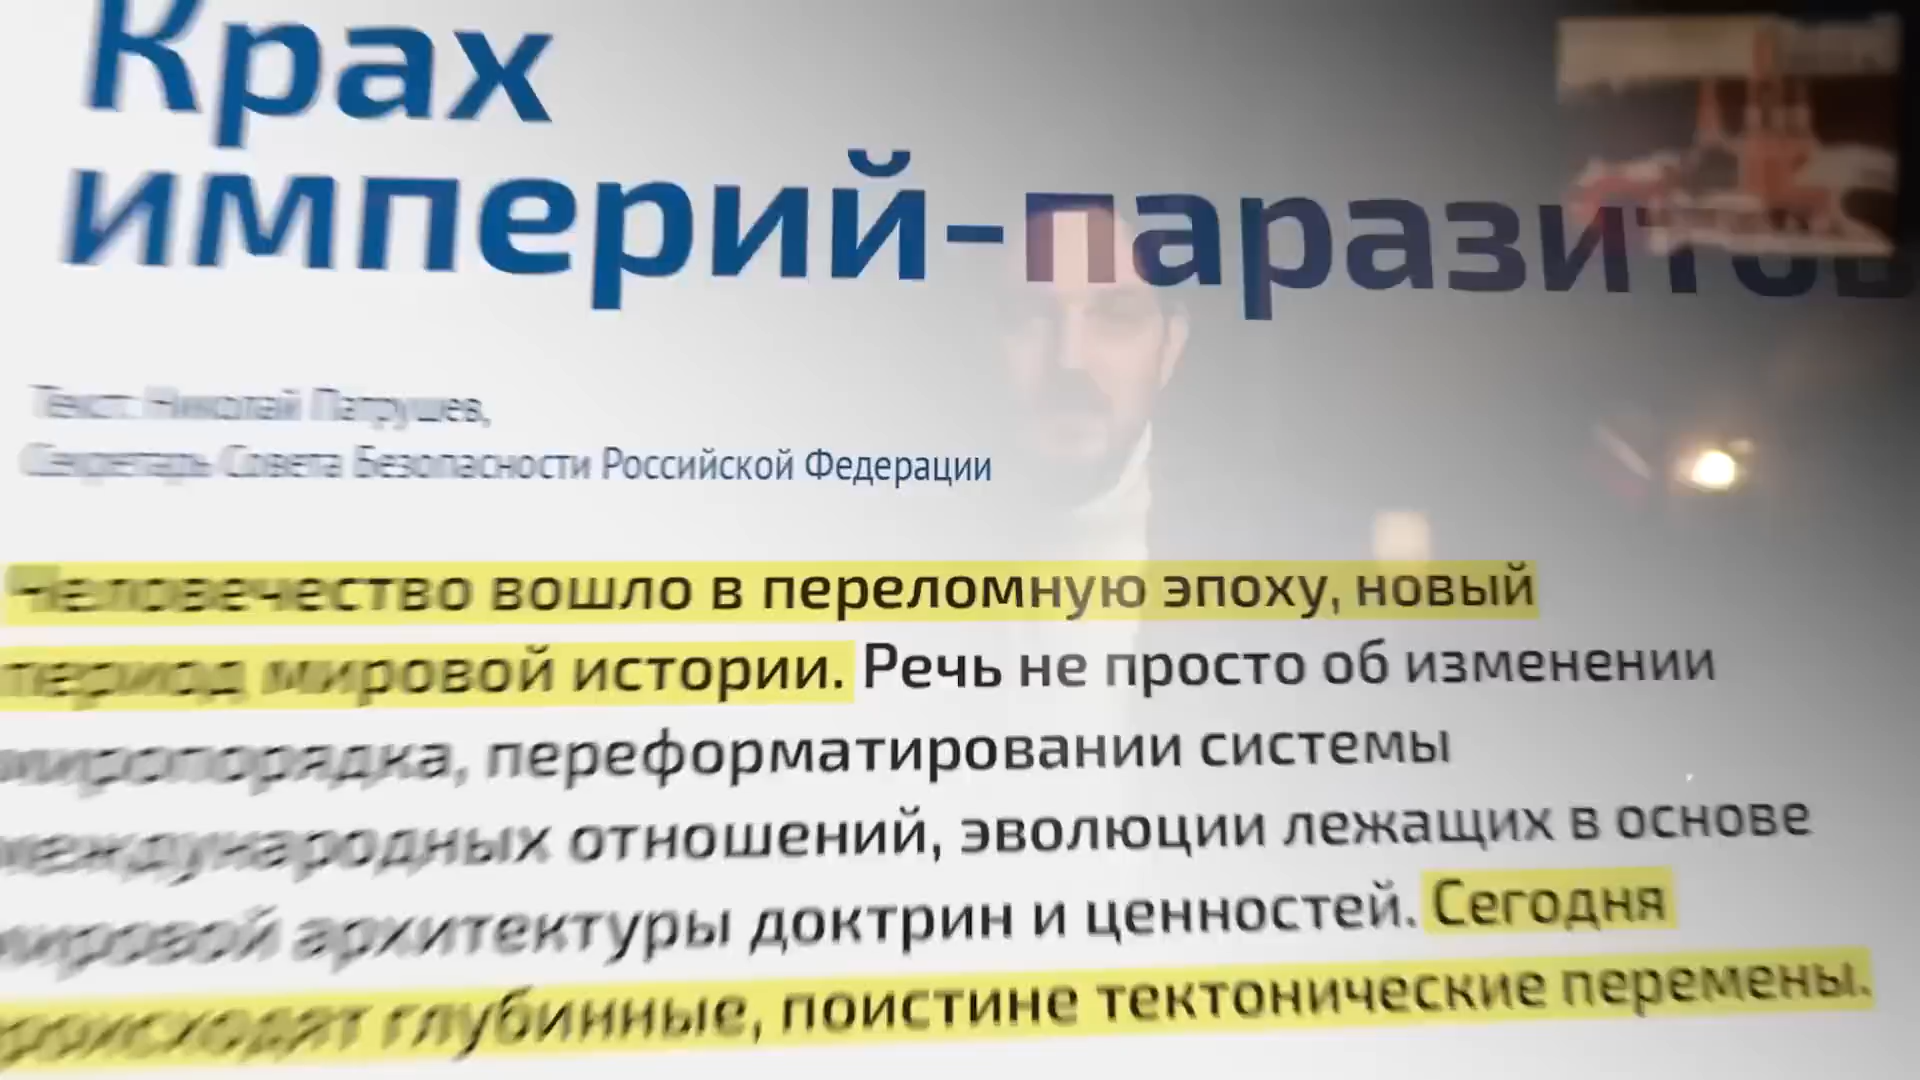 Крах
империй-паразитов
Текст: Николай Патрушев,
Секретарь Совета Безопасности Российской Федерации
Человечество вошло в переломную эпоху, новый
период мировой истории. Речь не просто об изменении
миропорядка, переформатировании системы
международных отношений, эволюции лежащих в основе
мировой архитектуры доктрин и ценностей. Сегодня
происходят глубинные, поистине тектонические перемены.